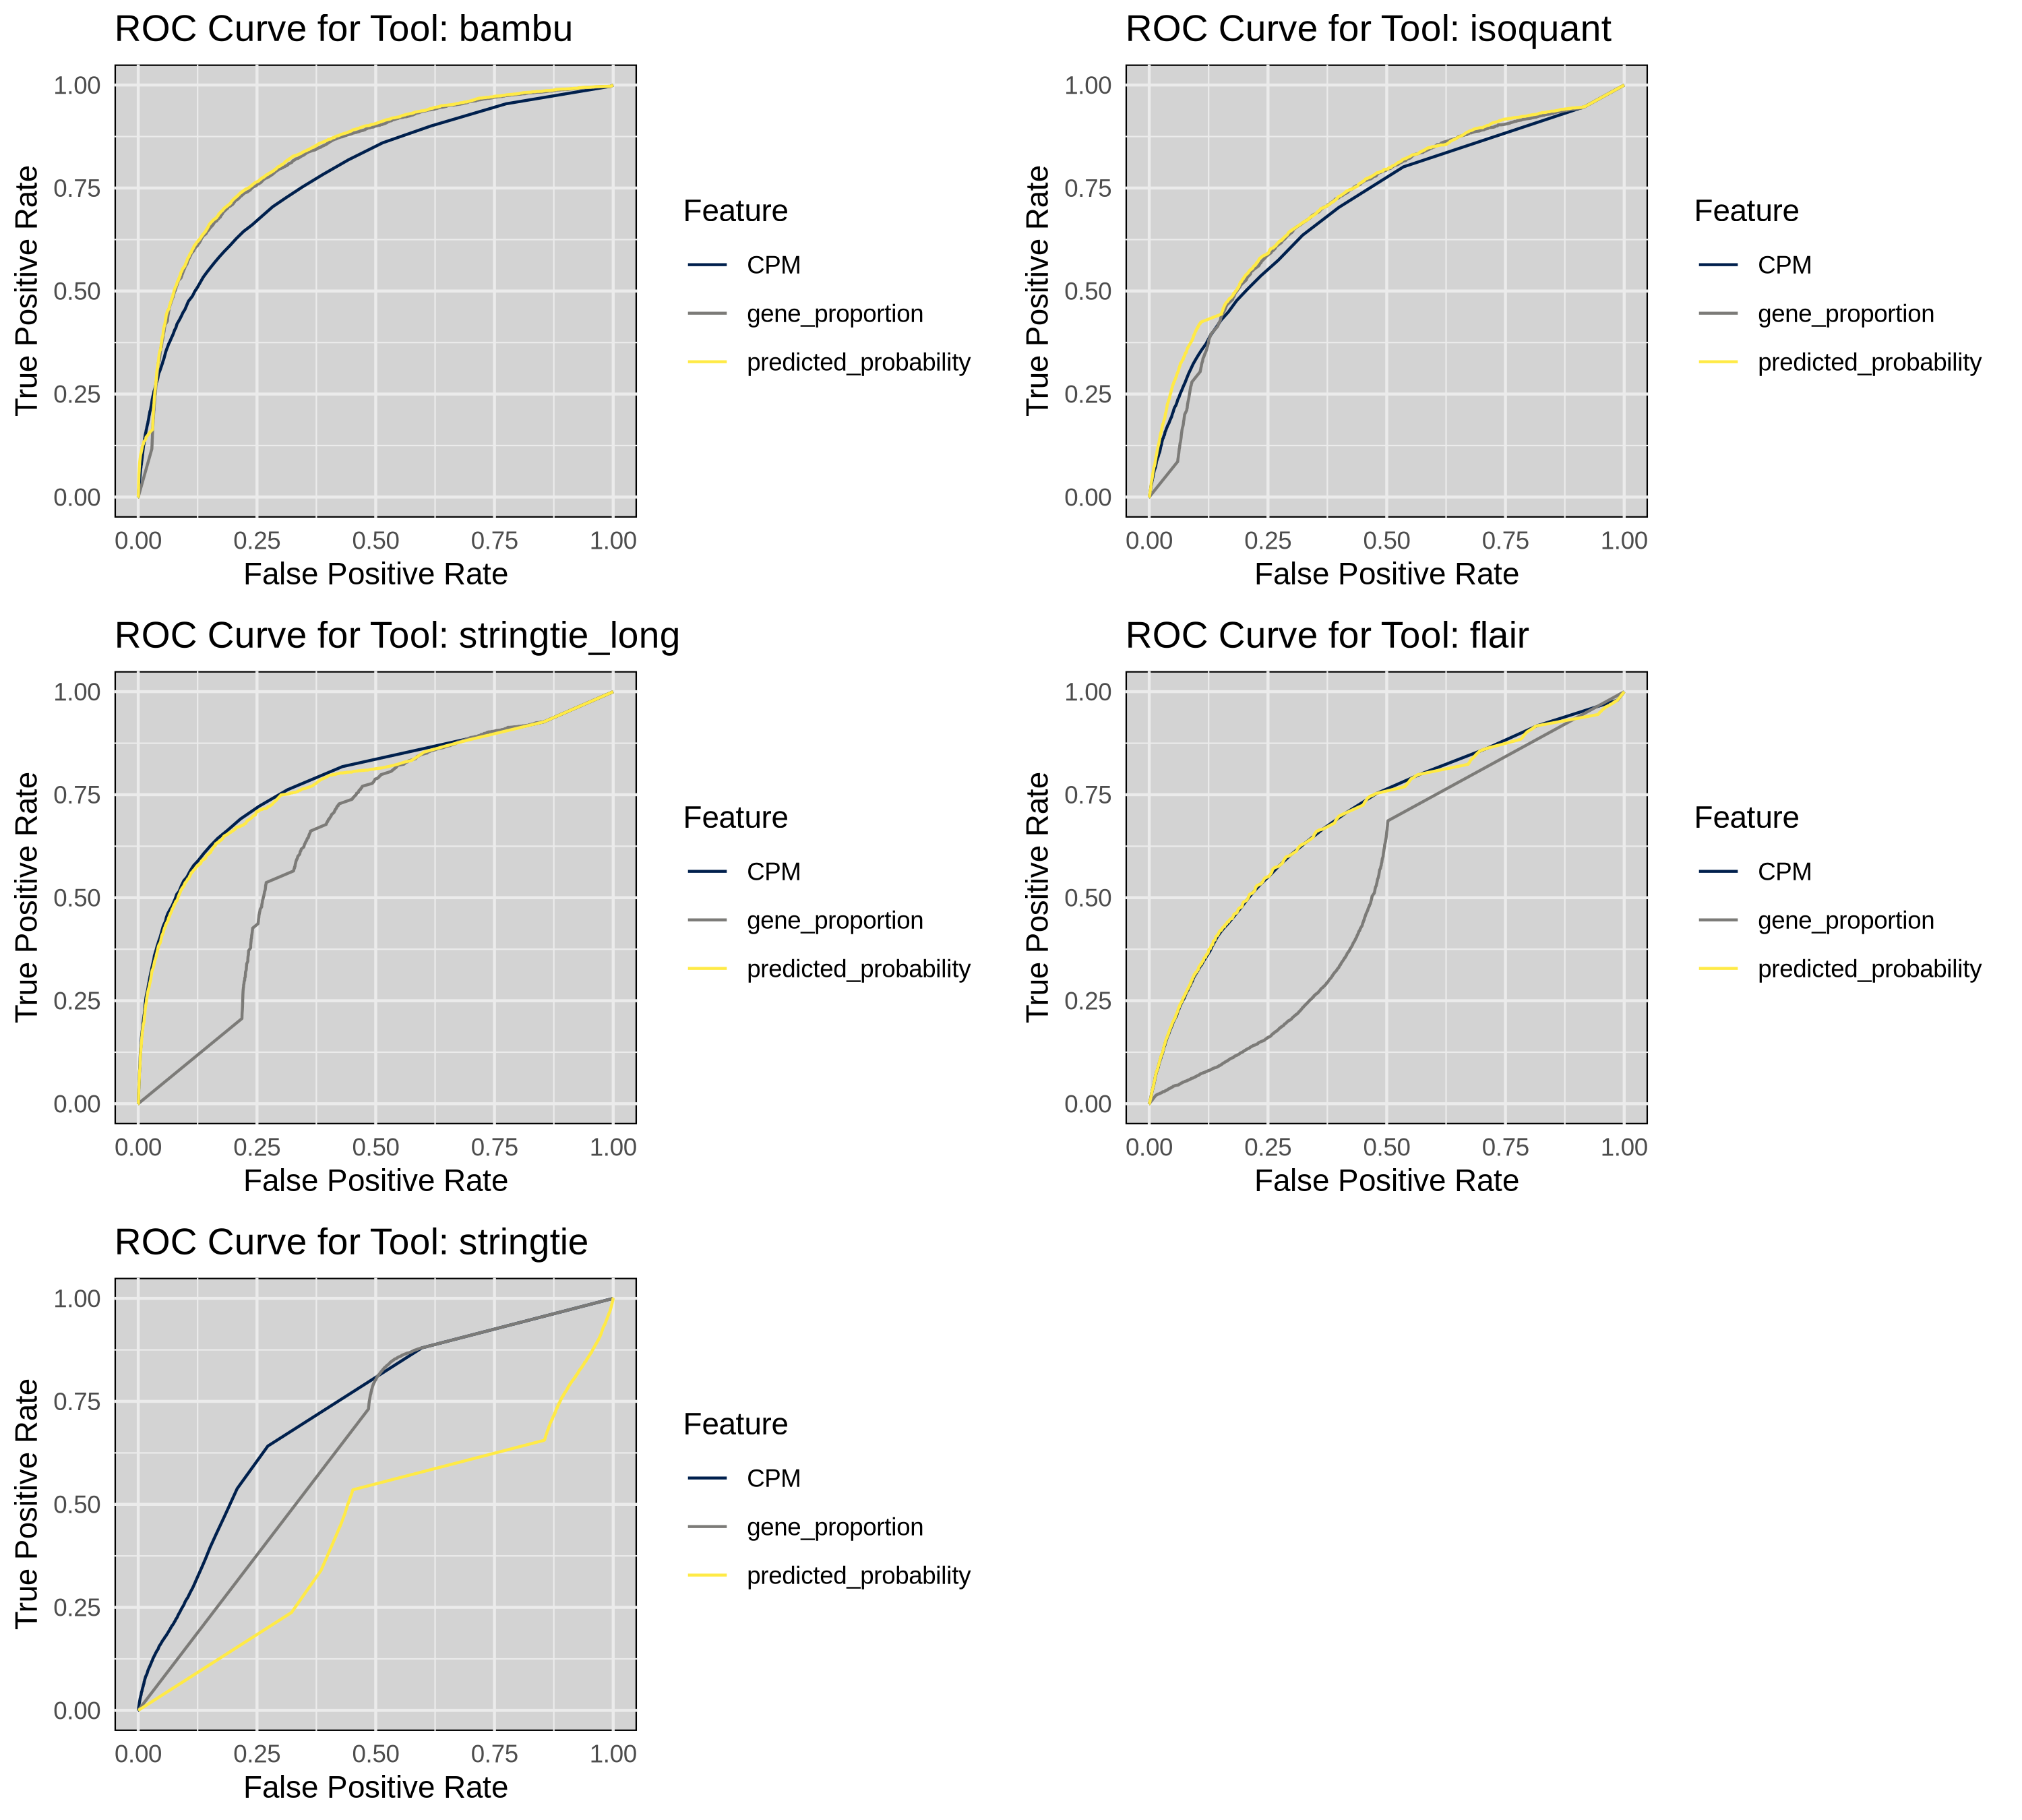 ROC Curve for Tool: bambu
1.00
0.75
0.50
0.25
0.00
True Positive Rate
0.00 0.25 0.50 0.75 1.00
False Positive Rate
Feature
CPM
gene_proportion
predicted_probability
ROC Curve for Tool: isoquant
1.00
0.75
0.50
0.25
0.00
True Positive Rate
0.00 0.25 0.50 0.75 1.00
False Positive Rate
Feature
CPM
gene_proportion
predicted_probability
ROC Curve for Tool: stringtie_long
1.00
0.75
0.50
0.25
0.00
True Positive Rate
0.00 0.25 0.50 0.75 1.00
False Positive Rate
Feature
CPM
gene_proportion
predicted_probability
ROC Curve for Tool: flair
1.00
0.75
0.50
0.25
0.00
True Positive Rate
0.00 0.25 0.50 0.75 1.00
False Positive Rate
Feature
CPM
gene_proportion
predicted_probability
ROC Curve for Tool: stringtie
1.00
0.75
0.50
0.25
0.00
True Positive Rate
0.00 0.25 0.50 0.75 1.00
False Positive Rate
Feature
CPM
gene_proportion
predicted_probability